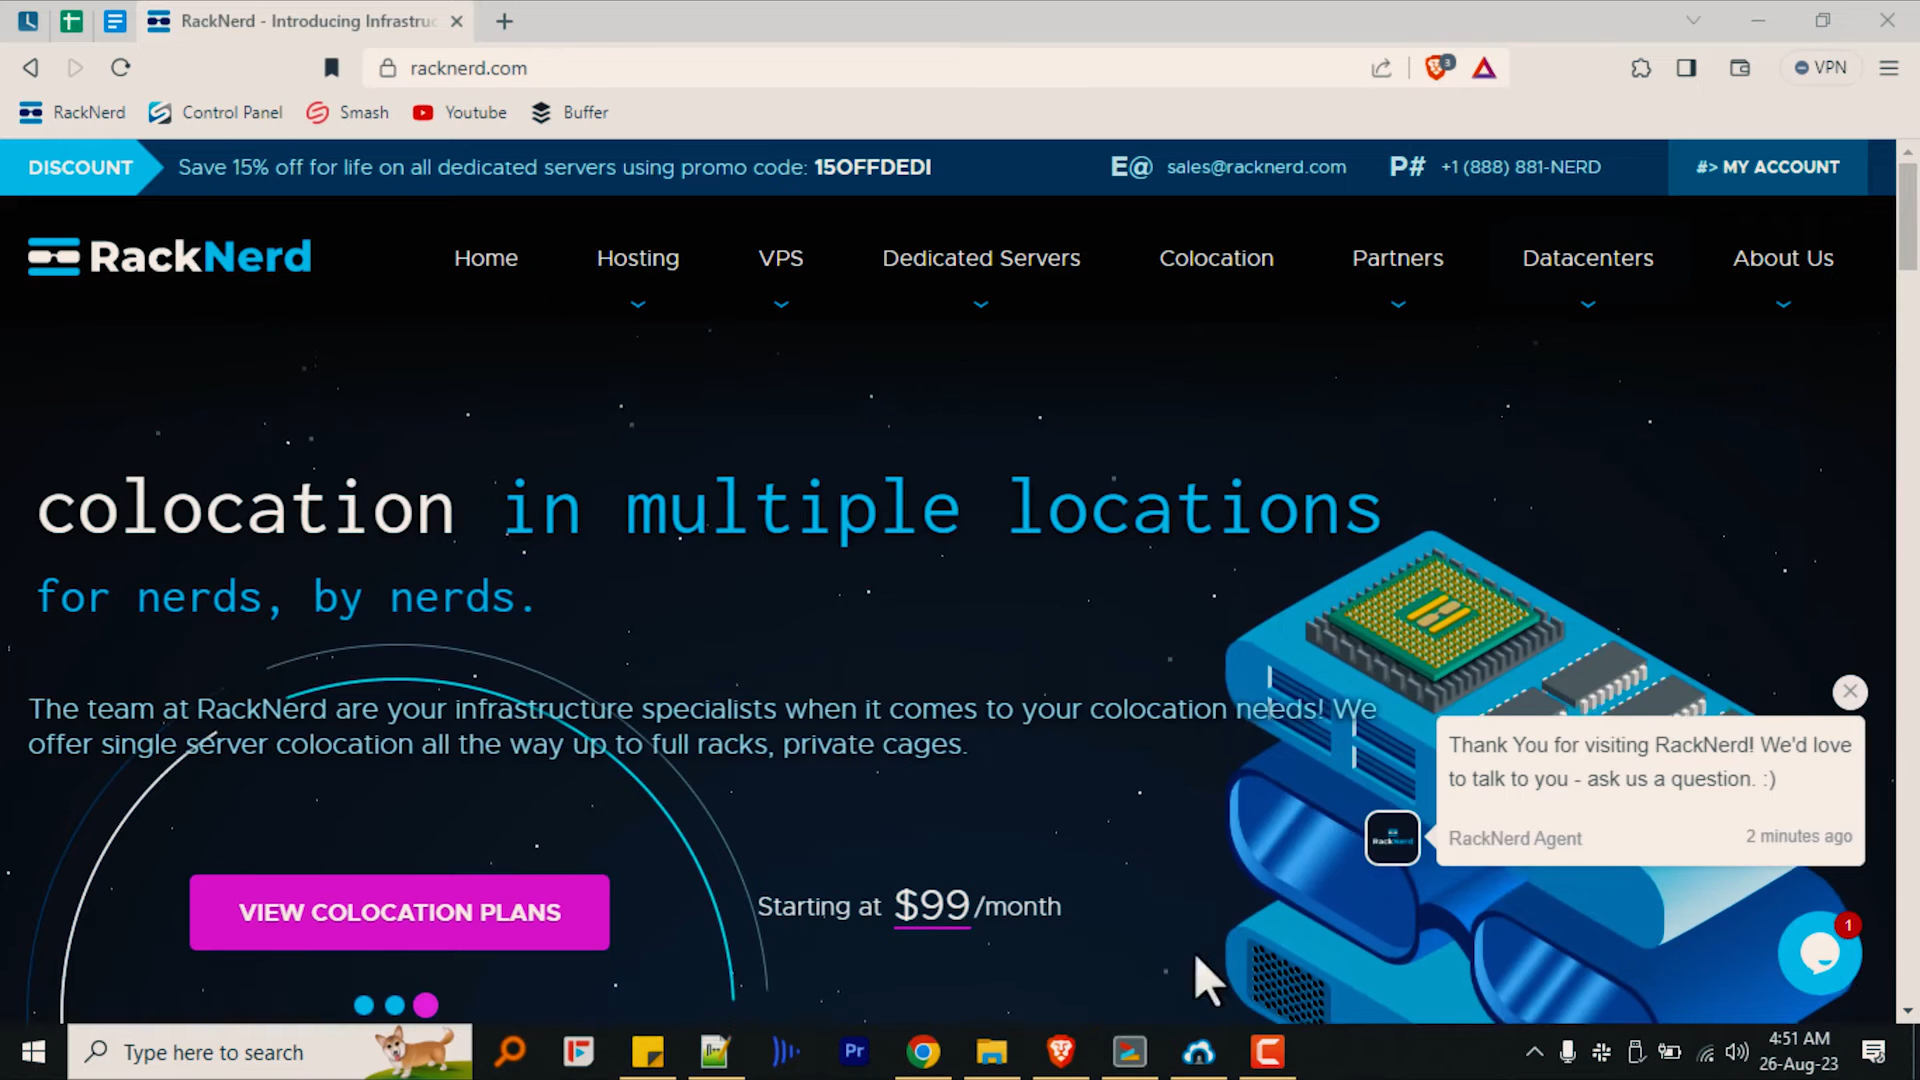 RackNerd - Introducing Infrastruc
racknerd.com
3
VPN
RackNerd
Control Panel
Smash
Youtube
Buffer
DISCOUNT
Save 15% off for life on all dedicated servers using promo code: 15OFFDEDI
E@ sales@racknerd.com
P# +1 (888) 881-NERD
#> MY ACCOUNT
RackNerd
Home
Hosting
VPS
Dedicated Servers
Colocation
Partners
Datacenters
About Us
colocation in multiple locations
for nerds, by nerds.
The team at RackNerd are your infrastructure specialists when it comes to your colocation needs! We
offer single server colocation all the way up to full racks, private cages.
Thank You for visiting RackNerd! We'd love
to talk to you - ask us a question. :)
RackNerd
RackNerd Agent
2 minutes ago
VIEW COLOCATION PLANS
Starting at $99/month
1
Type here to search
Pr
4:51 AM
26-Aug-23